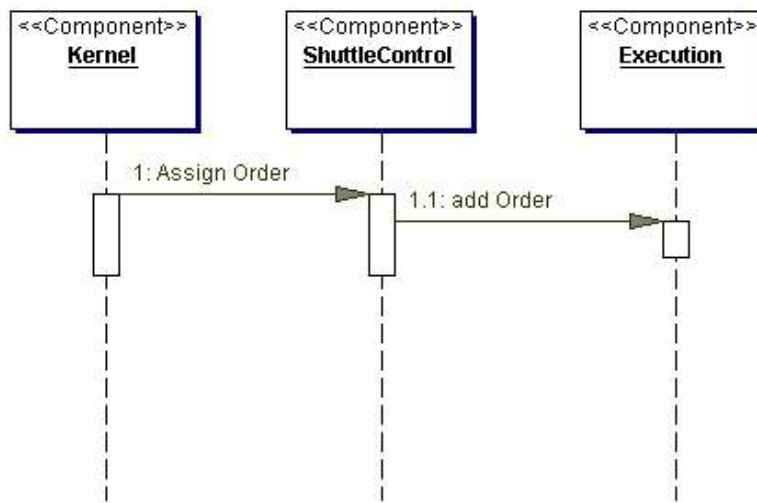 <<Component>>
Kernel
<<Component>>
ShuttleControl
<<Component>>
Execution
1: Assign Order
1.1: add Order